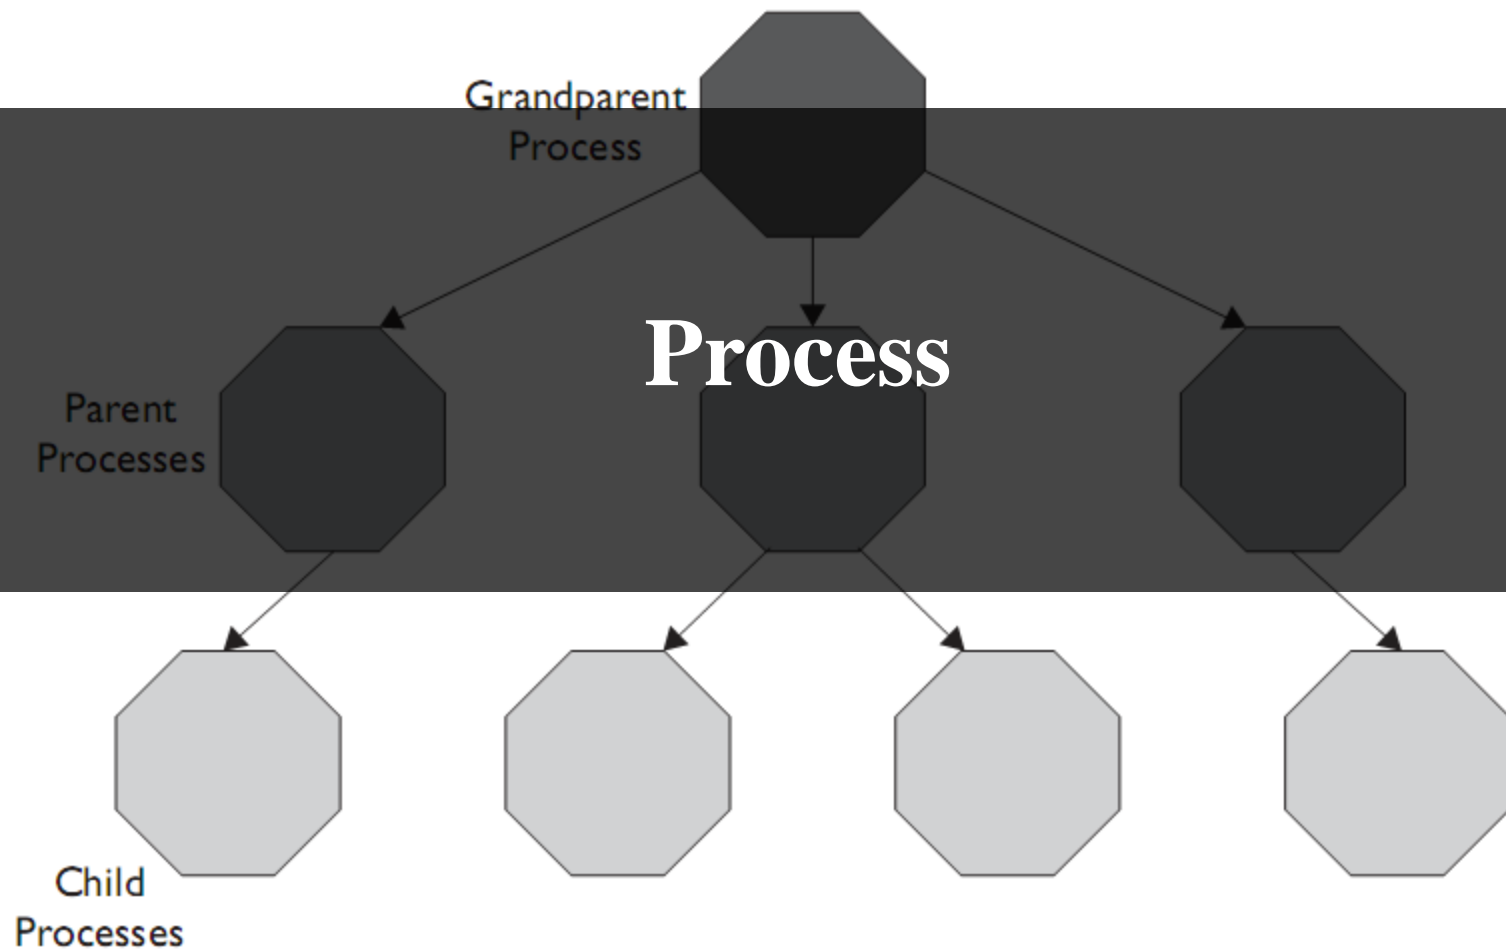 Grandparent
Process
Process
Parent
Processes
Child
Processes